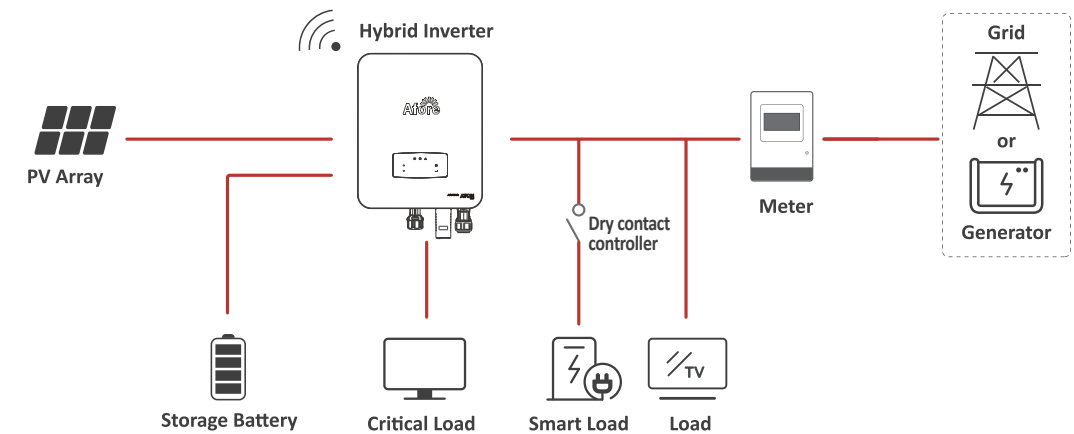 Hybrid Inverter
Grid
Afore
PV Array
or
Meter
Dry contact
controller
Generator
TV
Storage Battery
Critical Load
Smart Load
Load